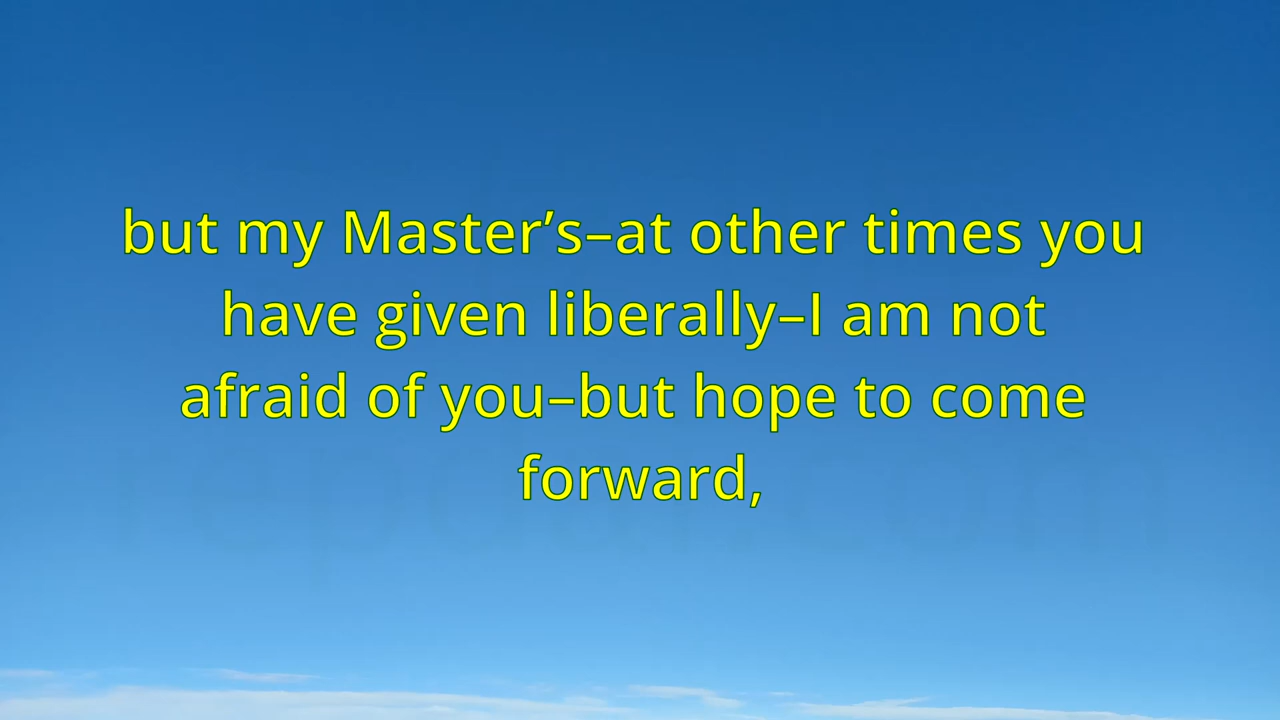 but my Master’s–at other times you
have given liberally–I am not
afraid of you–but hope to come
forward,